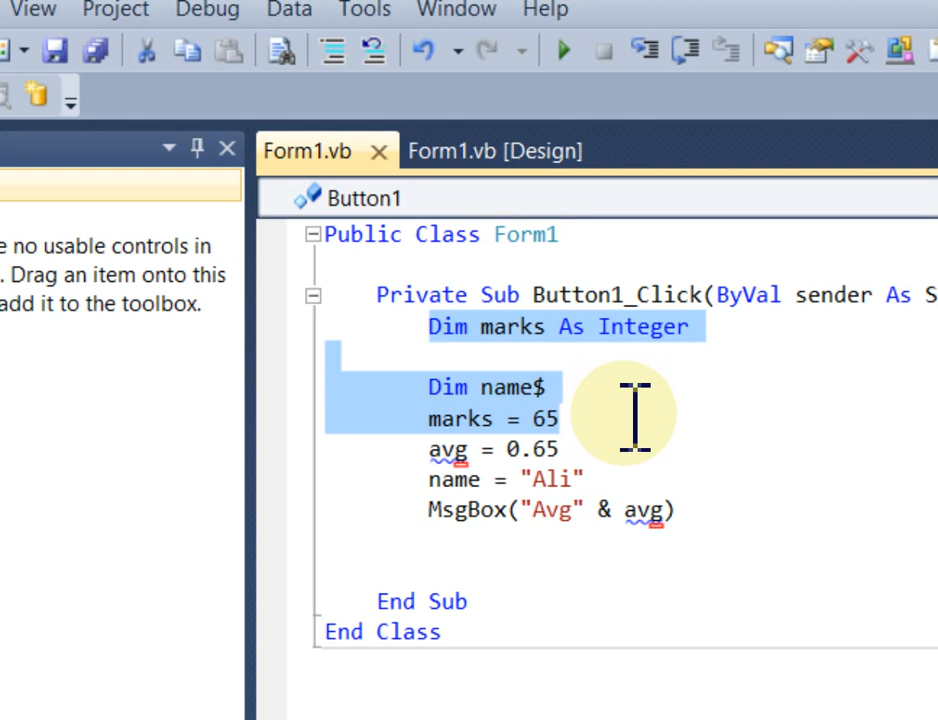 View Project Debug Data Tools Window Help
Form1.vb Form1.vb [Design]
Button1
e no usable controls in
. Drag an item onto this
add it to the toolbox.
Public Class Form1
Private Sub Button1_Click(ByVal sender As S
Dim marks As Integer
Dim name$
marks = 65
avg = 0.65
name = "Ali"
MsgBox("Avg" & avg)
End Sub
End Class